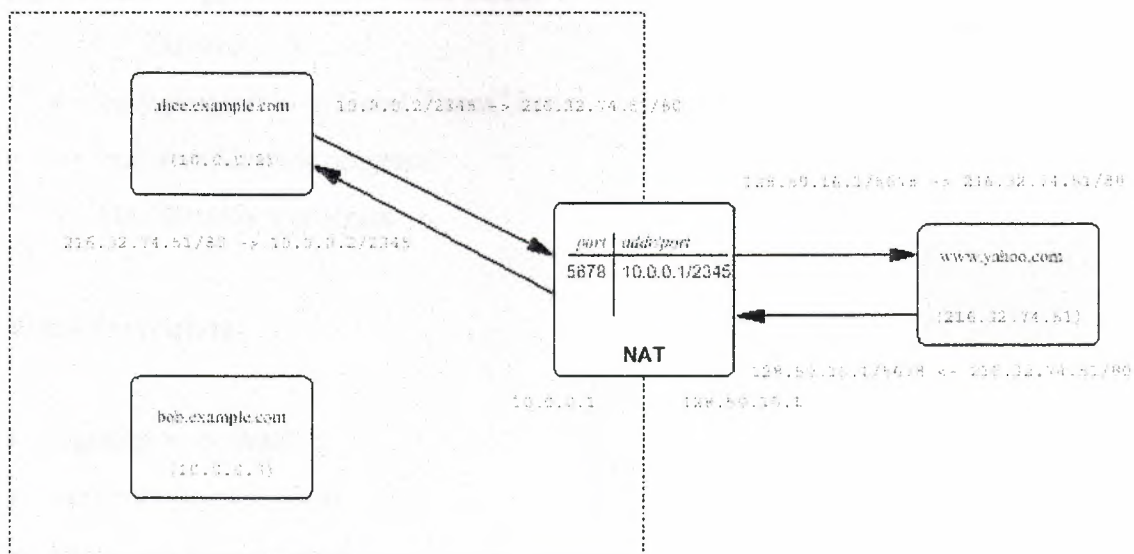 alice.example.com
10.0.0.2/2345 -> 216.32.74.51/80
(10.0.0.2)
128.59.16.1/5678 -> 216.32.74.51/80
216.32.74.51/80 -> 10.0.0.2/2345
port addr/port
5678 10.0.0.1/2345
www.yahoo.com
(216.32.74.51)
NAT
128.59.16.1/5678 <- 216.32.74.51/80
10.0.0.1
128.59.16.1
bob.example.com
(10.0.0.3)